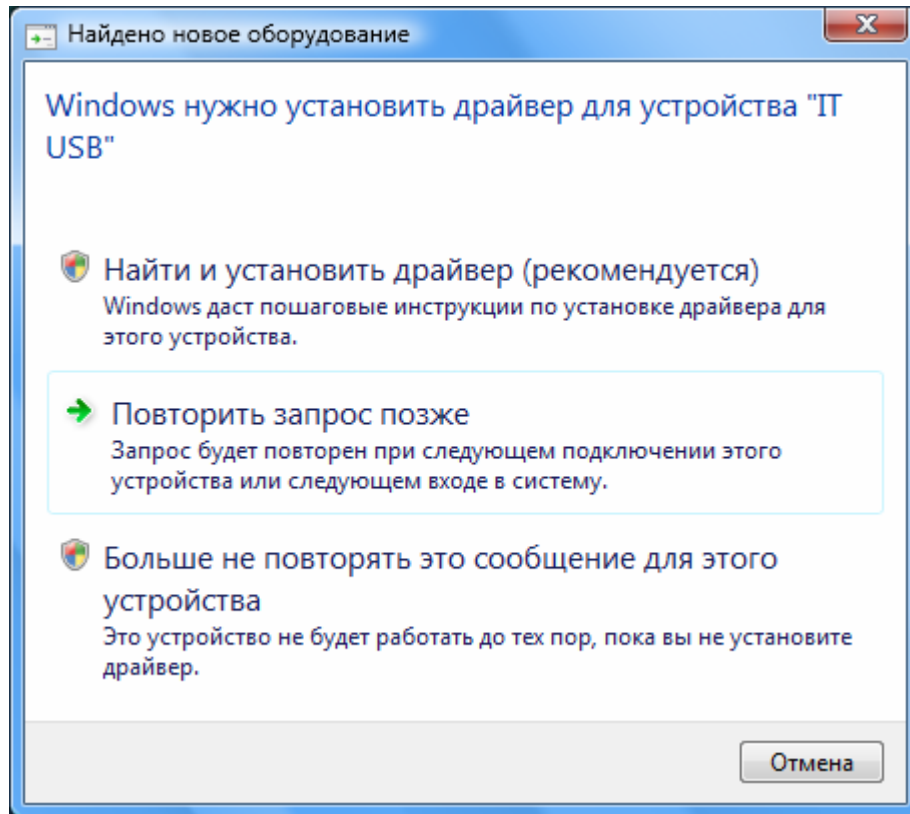 Найдено новое оборудование
Windows нужно установить драйвер для устройства "IT
USB"
Найти и установить драйвер (рекомендуется)
Windows даст пошаговые инструкции по установке драйвера для
этого устройства.
Повторить запрос позже
Запрос будет повторен при следующем подключении этого
устройства или следующем входе в систему.
Больше не повторять это сообщение для этого
устройства
Это устройство не будет работать до тех пор, пока вы не установите
драйвер.
Отмена